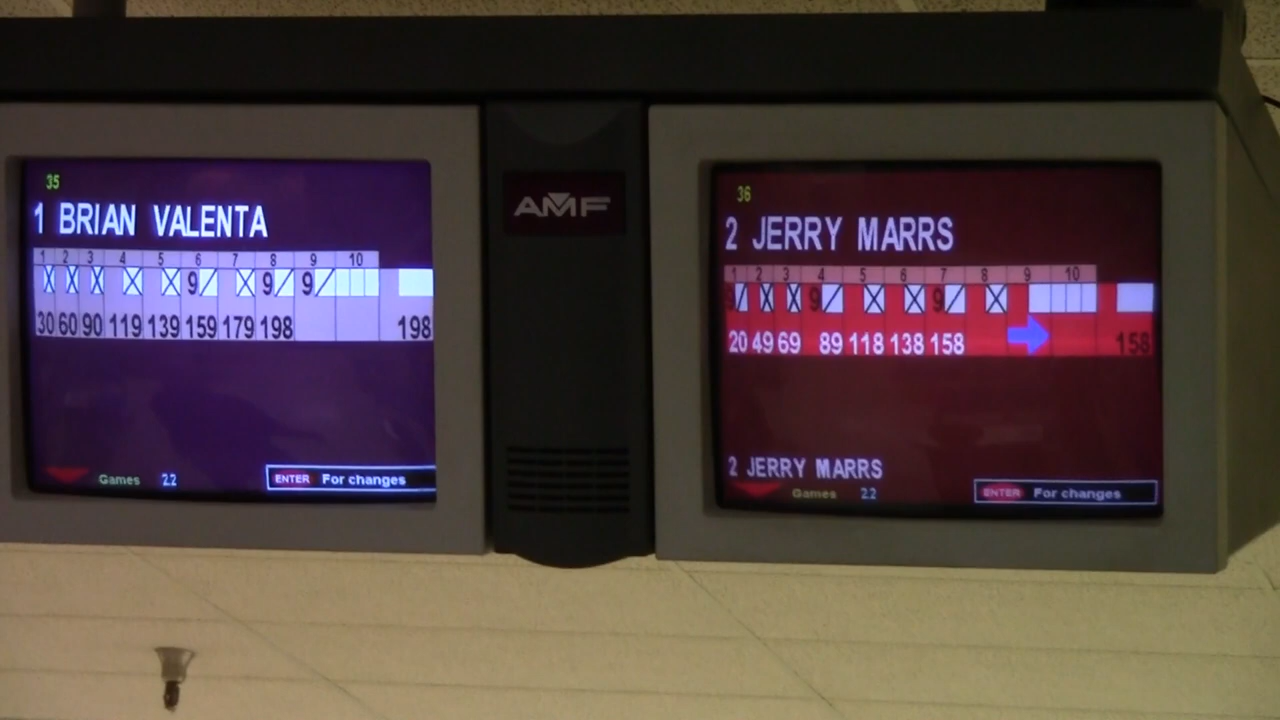 35
1 BRIAN VALENTA
1 2 3 4 5 6 7 8 9 10
X X X X X 9/ X 9/ 9/
30 60 90 119 139 159 179 198 198
Games 22
ENTER For changes
AMF
36
2 JERRY MARRS
1 2 3 4 5 6 7 8 9 10
9/ X X 9/ X X 9/ X
20 49 69 89 118 138 158 158
2 JERRY MARRS
Games 22
ENTER For changes